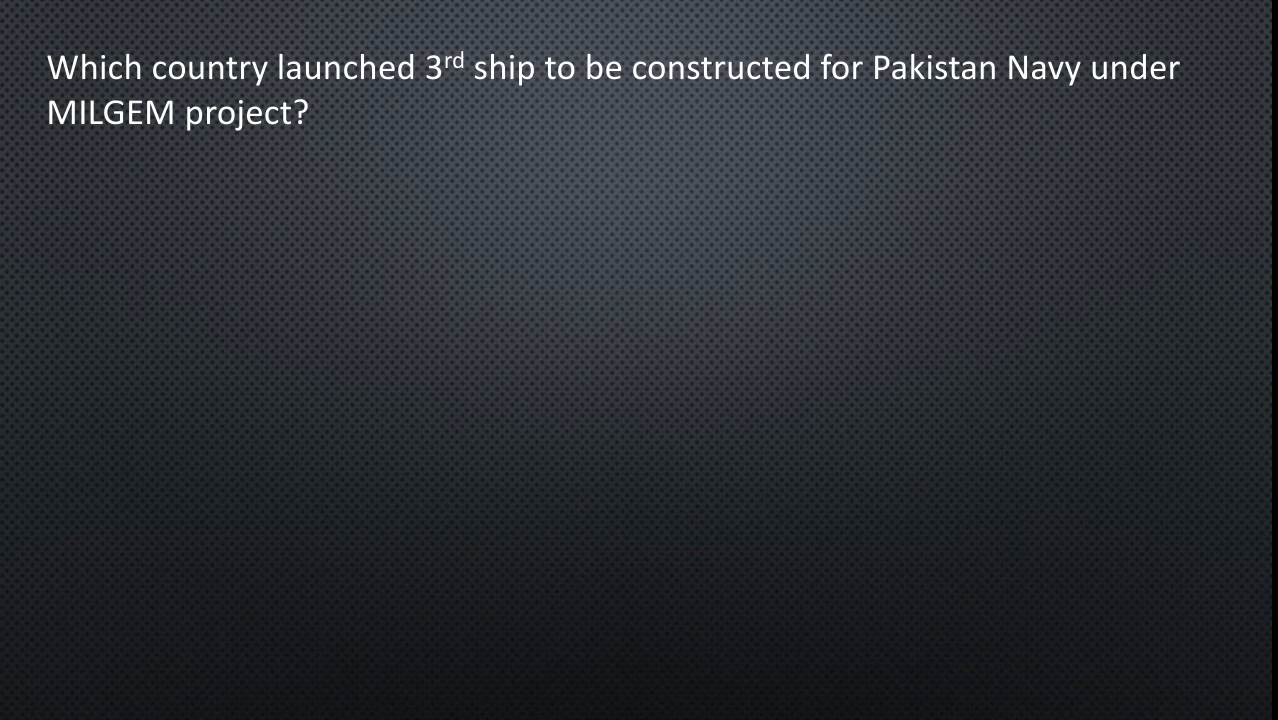 Which country launched 3rd ship to be constructed for Pakistan Navy under
MILGEM project?